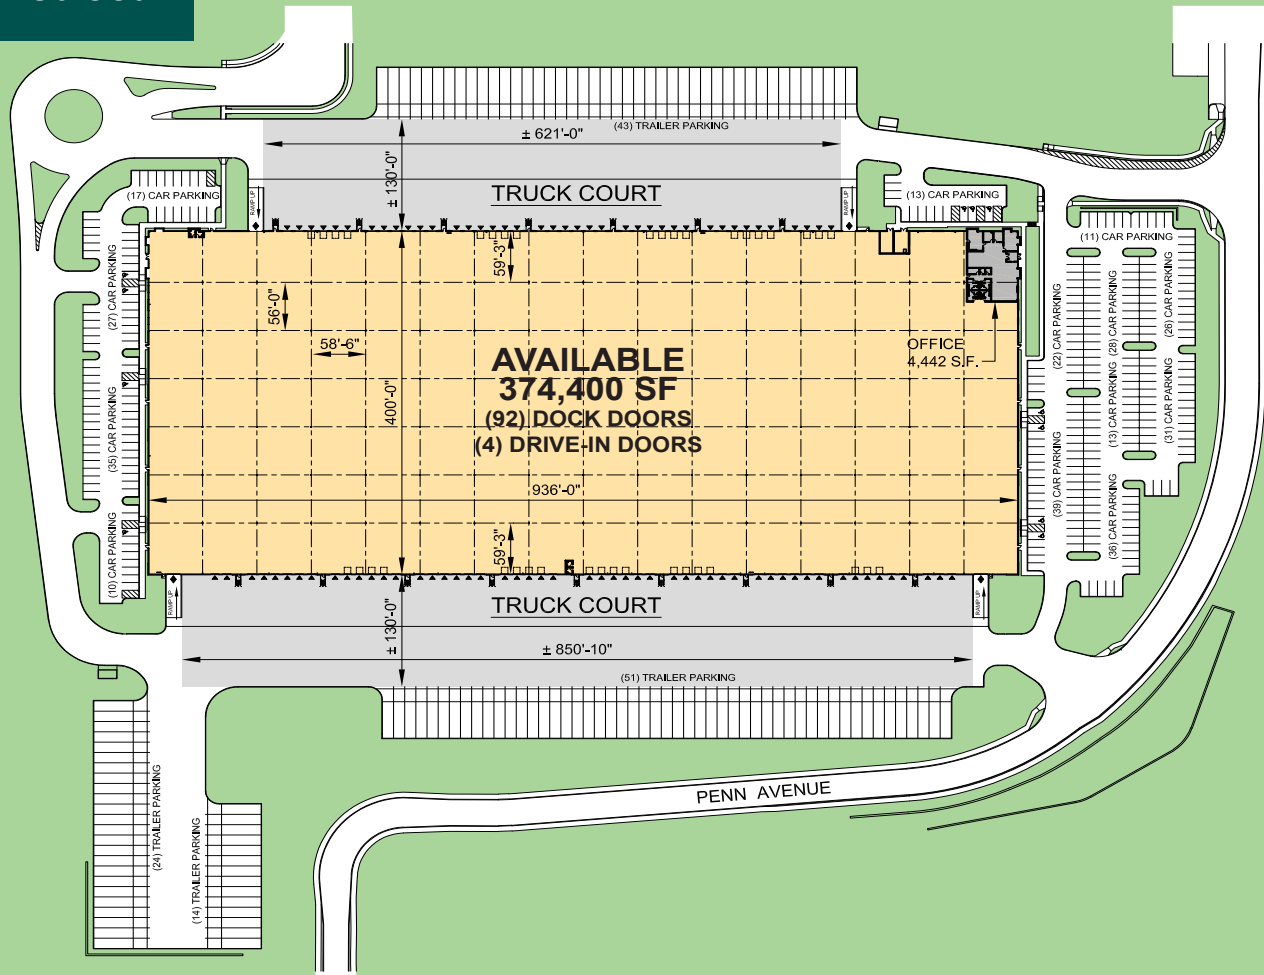 (43) TRAILER PARKING
± 621'-0"
± 130'-0"
TRUCK COURT
(17) CAR PARKING
RAMP UP
RAMP UP
(13) CAR PARKING
(11) CAR PARKING
59'-3"
56'-0"
58'-6"
(27) CAR PARKING
(35) CAR PARKING
(10) CAR PARKING
AVAILABLE
374,400 SF
(92) DOCK DOORS
(4) DRIVE-IN DOORS
400'-0"
OFFICE
4,442 S.F.
(22) CAR PARKING
(28) CAR PARKING
(26) CAR PARKING
(39) CAR PARKING
(13) CAR PARKING
(31) CAR PARKING
(36) CAR PARKING
936'-0"
59'-3"
RAMP UP
RAMP UP
TRUCK COURT
± 130'-0"
± 850'-10"
(51) TRAILER PARKING
(24) TRAILER PARKING
(14) TRAILER PARKING
PENN AVENUE